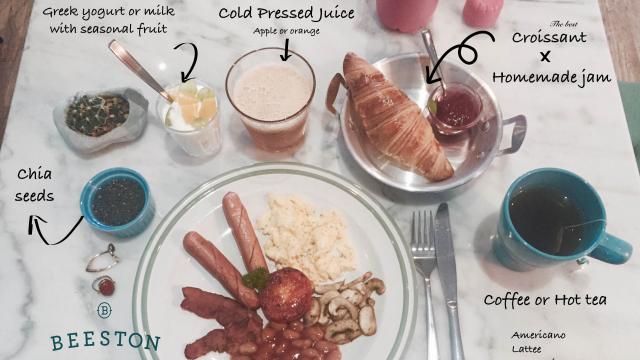 Greek yogurt or milk
with seasonal fruit
Cold Pressed Juice
Apple or orange
The best
Croissant
x
Homemade jam
Chia
seeds
B
BEESTON
Coffee or Hot tea
Americano
Lattee